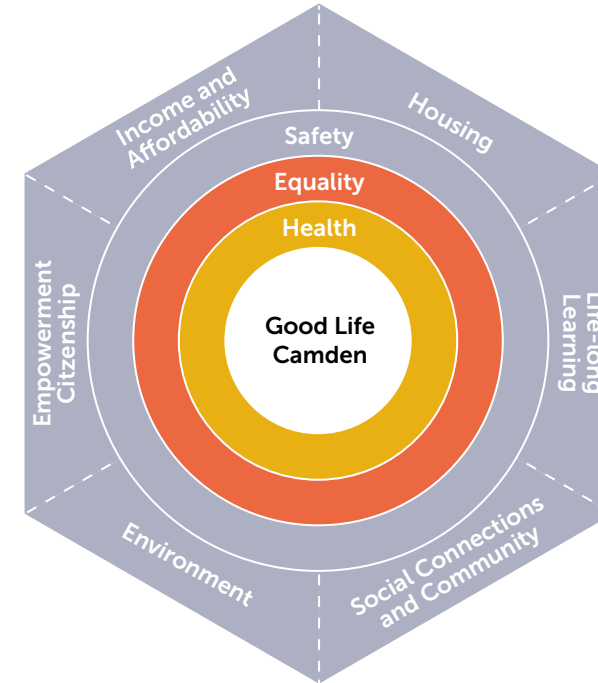 Income and
Affordability
Housing
Safety
Equality
Health
Good Life
Camden
Empowerment
Citzenship
Life-long
Learning
Environment
Social Connections
and Community